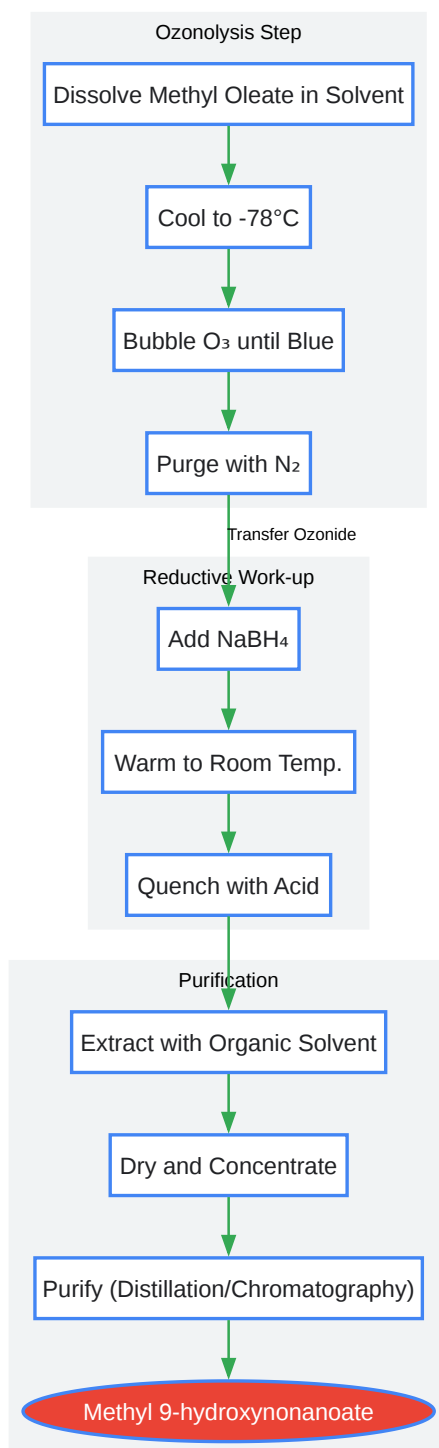 Ozonolysis Step
Dissolve Methyl Oleate in Solvent
Cool to -78°C
Bubble O₃ until Blue
Purge with N₂
Transfer Ozonide
Reductive Work-up
Add NaBH₄
Warm to Room Temp.
Quench with Acid
Purification
Extract with Organic Solvent
Dry and Concentrate
Purify (Distillation/Chromatography)
Methyl 9-hydroxynonanoate